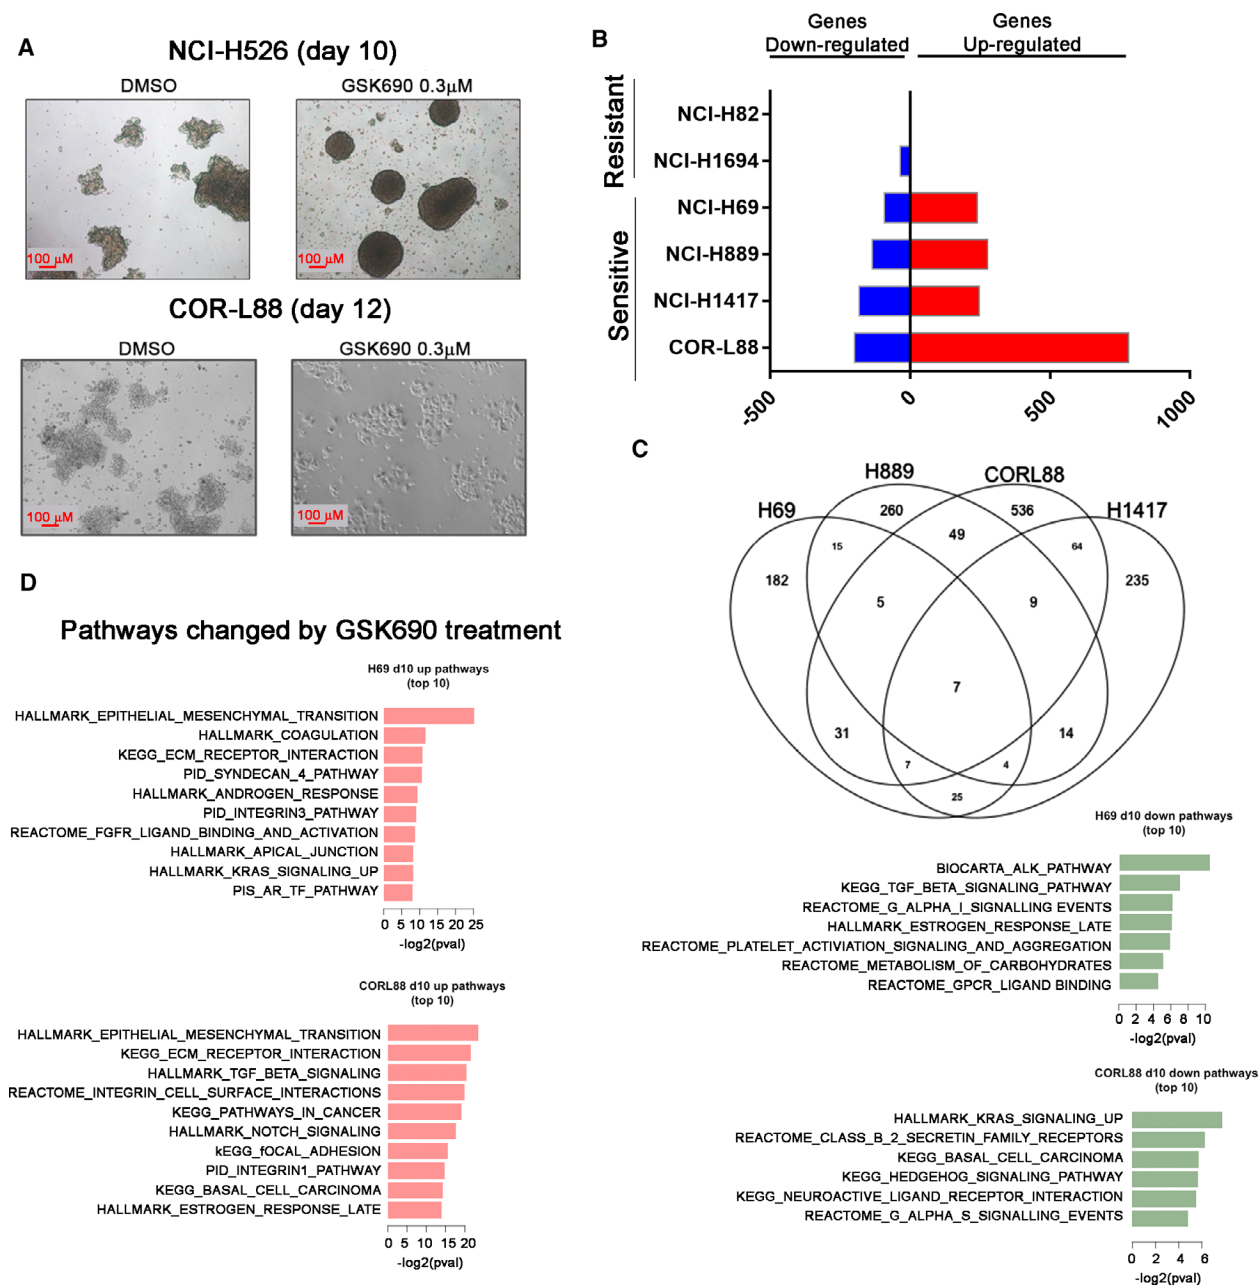 A
NCI-H526 (day 10)
DMSO
GSK690 0.3µM
100 µM
100 µM
COR-L88 (day 12)
DMSO
GSK690 0.3µM
100 µM
100 µM
B
Genes
Down-regulated
Genes
Up-regulated
Resistant
Sensitive
NCI-H82
NCI-H1694
NCI-H69
NCI-H889
NCI-H1417
COR-L88
-500
0
-500
1000
C
H69
H889
CORL88
H1417
260
536
15
49
64
182
235
5
9
7
31
14
7
4
25
D
Pathways changed by GSK690 treatment
H69 d10 up pathways
(top 10)
HALLMARK_EPITHELIAL_MESENCHYMAL_TRANSITION
HALLMARK_COAGULATION
KEGG_ECM_RECEPTOR_INTERACTION
PID_SYNDECAN_4_PATHWAY
HALLMARK_ANDROGEN_RESPONSE
PID_INTEGRIN3_PATHWAY
REACTOME_FGFR_LIGAND_BINDING_AND_ACTIVATION
HALLMARK_APICAL_JUNCTION
HALLMARK_KRAS_SIGNALING_UP
PIS_AR_TF_PATHWAY
0 5 10 15 20 25
-log2(pval)
CORL88 d10 up pathways
(top 10)
HALLMARK_EPITHELIAL_MESENCHYMAL_TRANSITION
KEGG_ECM_RECEPTOR_INTERACTION
HALLMARK_TGF_BETA_SIGNALING
REACTOME_INTEGRIN_CELL_SURFACE_INTERACTIONS
KEGG_PATHWAYS_IN_CANCER
HALLMARK_NOTCH_SIGNALING
kEGG_fOCAL_ADHESION
PID_INTEGRIN1_PATHWAY
KEGG_BASAL_CELL_CARCINOMA
HALLMARK_ESTROGEN_RESPONSE_LATE
0 5 10 15 20
-log2(pval)
H69 d10 down pathways
(top 10)
BIOCARTA_ALK_PATHWAY
KEGG_TGF_BETA_SIGNALING_PATHWAY
REACTOME_G_ALPHA_I_SIGNALLING EVENTS
HALLMARK_ESTROGEN_RESPONSE_LATE
REACTOME_PLATELET_ACTIVIATION_SIGNALING_AND_AGGREGATION
REACTOME_METABOLISM_OF_CARBOHYDRATES
REACTOME_GPCR_LIGAND BINDING
0 2 4 6 8 10
-log2(pval)
CORL88 d10 down pathways
(top 10)
HALLMARK_KRAS_SIGNALING_UP
REACTOME_CLASS_B_2_SECRETIN_FAMILY_RECEPTORS
KEGG_BASAL_CELL_CARCINOMA
KEGG_HEDGEHOG_SIGNALING_PATHWAY
KEGG_NEUROACTIVE_LIGAND_RECEPTOR_INTERACTION
REACTOME_G_ALPHA_S_SIGNALLING_EVENTS
0 2 4 6
-log2(pval)